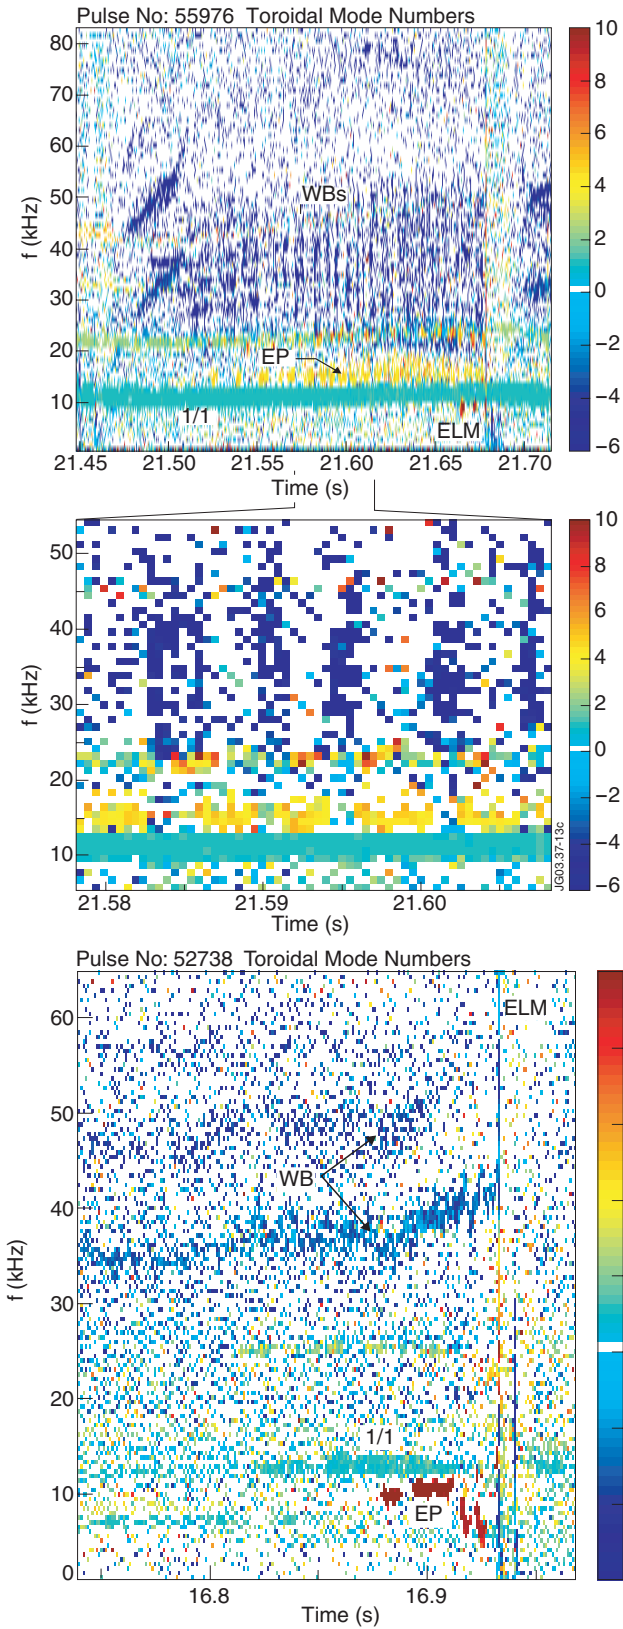 Pulse No: 55976 Toroidal Mode Numbers
80
70
60
50
40
30
20
10
f (kHz)
WBs
EP
1/1
ELM
21.45 21.50 21.55 21.60 21.65 21.70
Time (s)
10
8
6
4
2
0
−2
−4
−6
50
40
30
20
10
f (kHz)
21.58 21.59 21.60
Time (s)
JG03.37-13c
10
8
6
4
2
0
−2
−4
−6
Pulse No: 52738 Toroidal Mode Numbers
60
50
40
30
20
10
0
f (kHz)
ELM
WB
1/1
EP
16.8 16.9
Time (s)